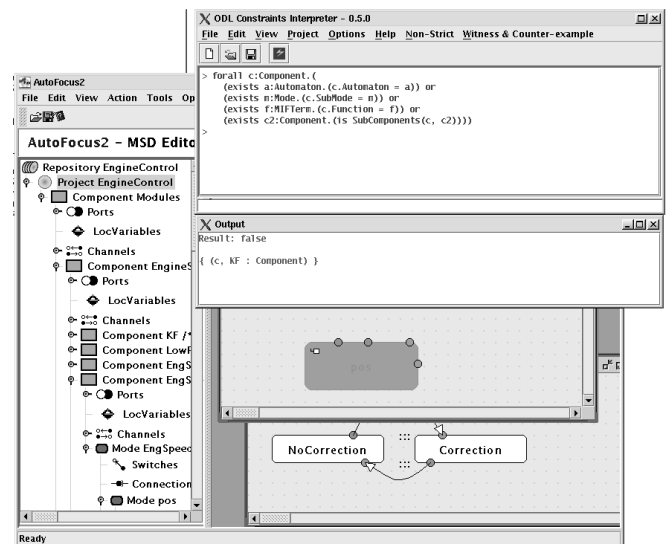 ODL Constraints Interpreter - 0.5.0
File Edit View Project Options Help Non-Strict Witness & Counter-example
> forall c:Component.(
(exists a:Automaton.(c.Automaton = a)) or
(exists m:Mode.(c.SubMode = m)) or
(exists f:MIFTerm.(c.Function = f)) or
(exists c2:Component.(is SubComponents(c, c2))))
>
AutoFocus2
File Edit View Action Tools Op
AutoFocus2 - MSD Edito
Repository EngineControl
Project EngineControl
Component Modules
Ports
LocVariables
Channels
Component EngineS
Ports
LocVariables
Channels
Component KF /*
Component LowP
Component EngS
Component EngS
Ports
LocVariables
Channels
Mode EngSpeed
Switches
Connection
Mode pos
Output
Result: false
{ (c, KF : Component) }
pos
NoCorrection
Correction
Ready